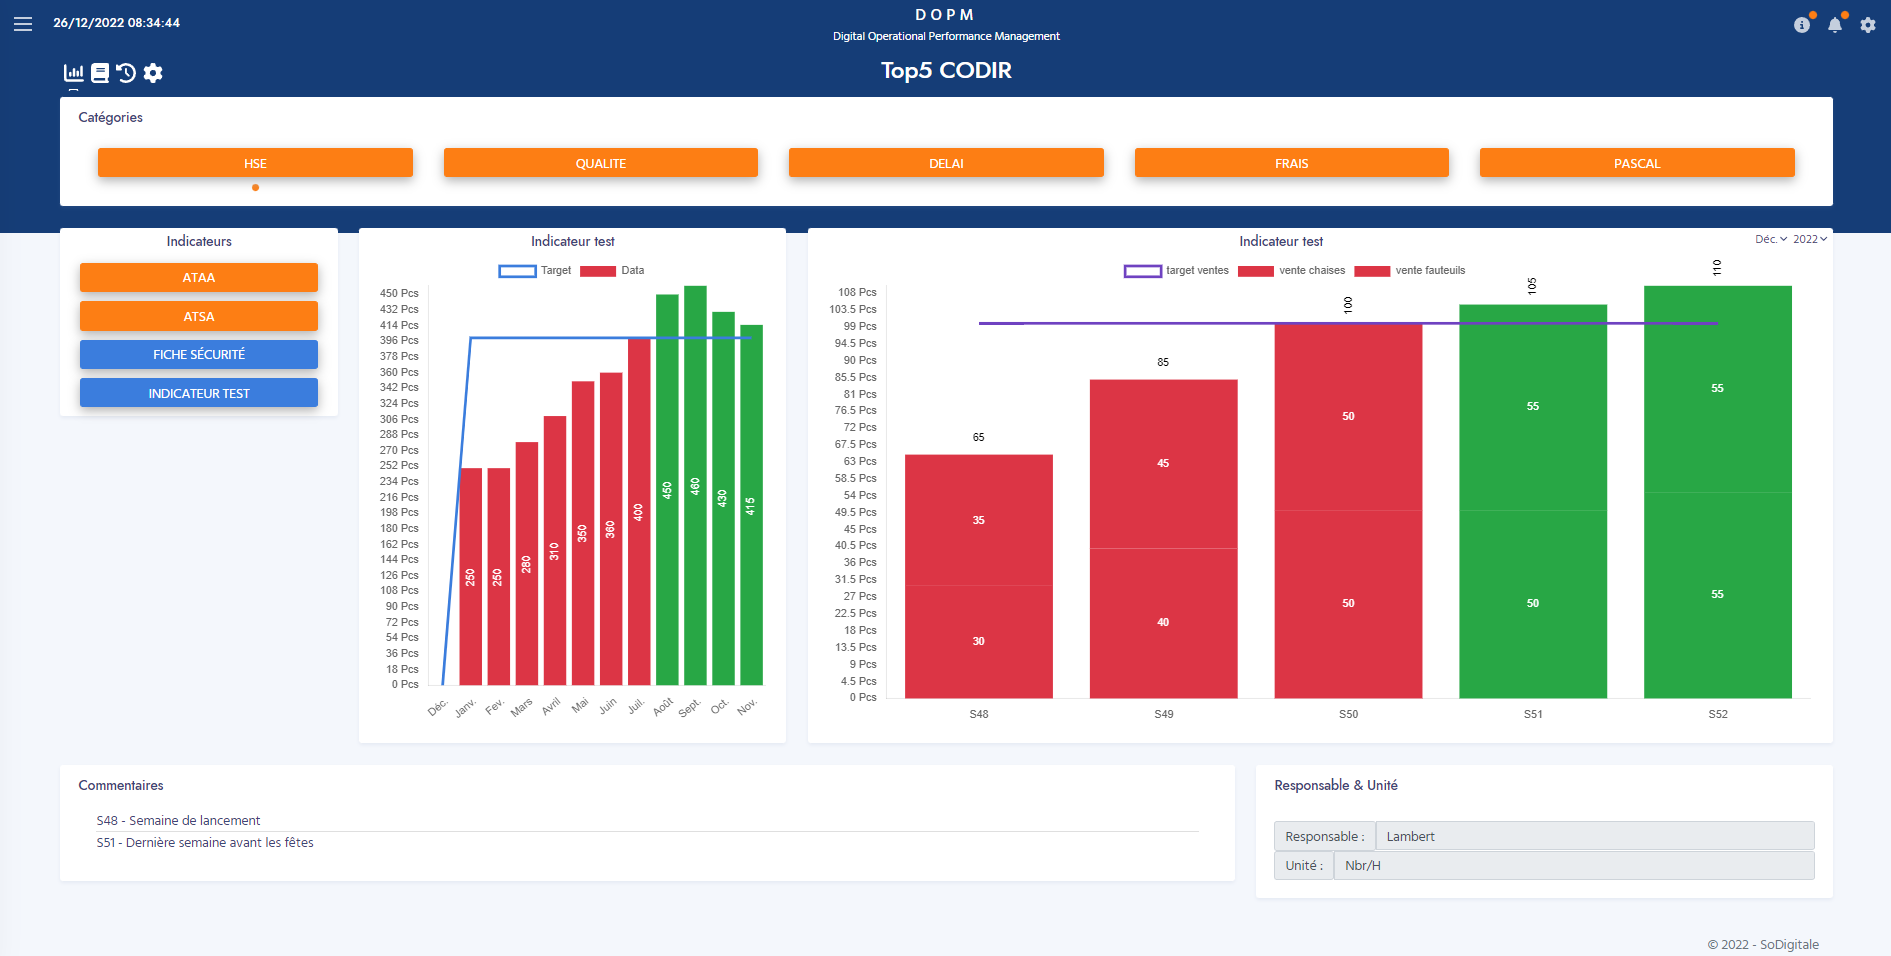 26/12/2022 08:34:44
DOPM
Digital Operational Performance Management
Top5 CODIR
Catégories
HSE
QUALITE
DELAI
FRAIS
PASCAL
Indicateurs
ATAA
ATSA
FICHE SÉCURITÉ
INDICATEUR TEST
Indicateur test
Target
Data
450 Pcs
432 Pcs
414 Pcs
396 Pcs
378 Pcs
360 Pcs
342 Pcs
324 Pcs
306 Pcs
288 Pcs
270 Pcs
252 Pcs
234 Pcs
216 Pcs
198 Pcs
180 Pcs
162 Pcs
144 Pcs
126 Pcs
108 Pcs
90 Pcs
72 Pcs
54 Pcs
36 Pcs
18 Pcs
0 Pcs
250
250
280
310
350
360
400
450
460
430
415
Déc.
Janv.
Fev.
Mars
Avril
Mai
Juin
Juil.
Août
Sept.
Oct.
Nov.
Indicateur test
Déc.
2022
target ventes
vente chaises
vente fauteuils
108 Pcs
103.5 Pcs
99 Pcs
94.5 Pcs
90 Pcs
85.5 Pcs
81 Pcs
76.5 Pcs
72 Pcs
67.5 Pcs
63 Pcs
58.5 Pcs
54 Pcs
49.5 Pcs
45 Pcs
40.5 Pcs
36 Pcs
31.5 Pcs
27 Pcs
22.5 Pcs
18 Pcs
13.5 Pcs
9 Pcs
4.5 Pcs
0 Pcs
65
35
30
85
45
40
100
50
50
105
55
50
110
55
55
S48
S49
S50
S51
S52
Commentaires
S48 - Semaine de lancement
S51 - Dernière semaine avant les fêtes
Responsable & Unité
Responsable : Lambert
Unité : Nbr/H
© 2022 - SoDigitale